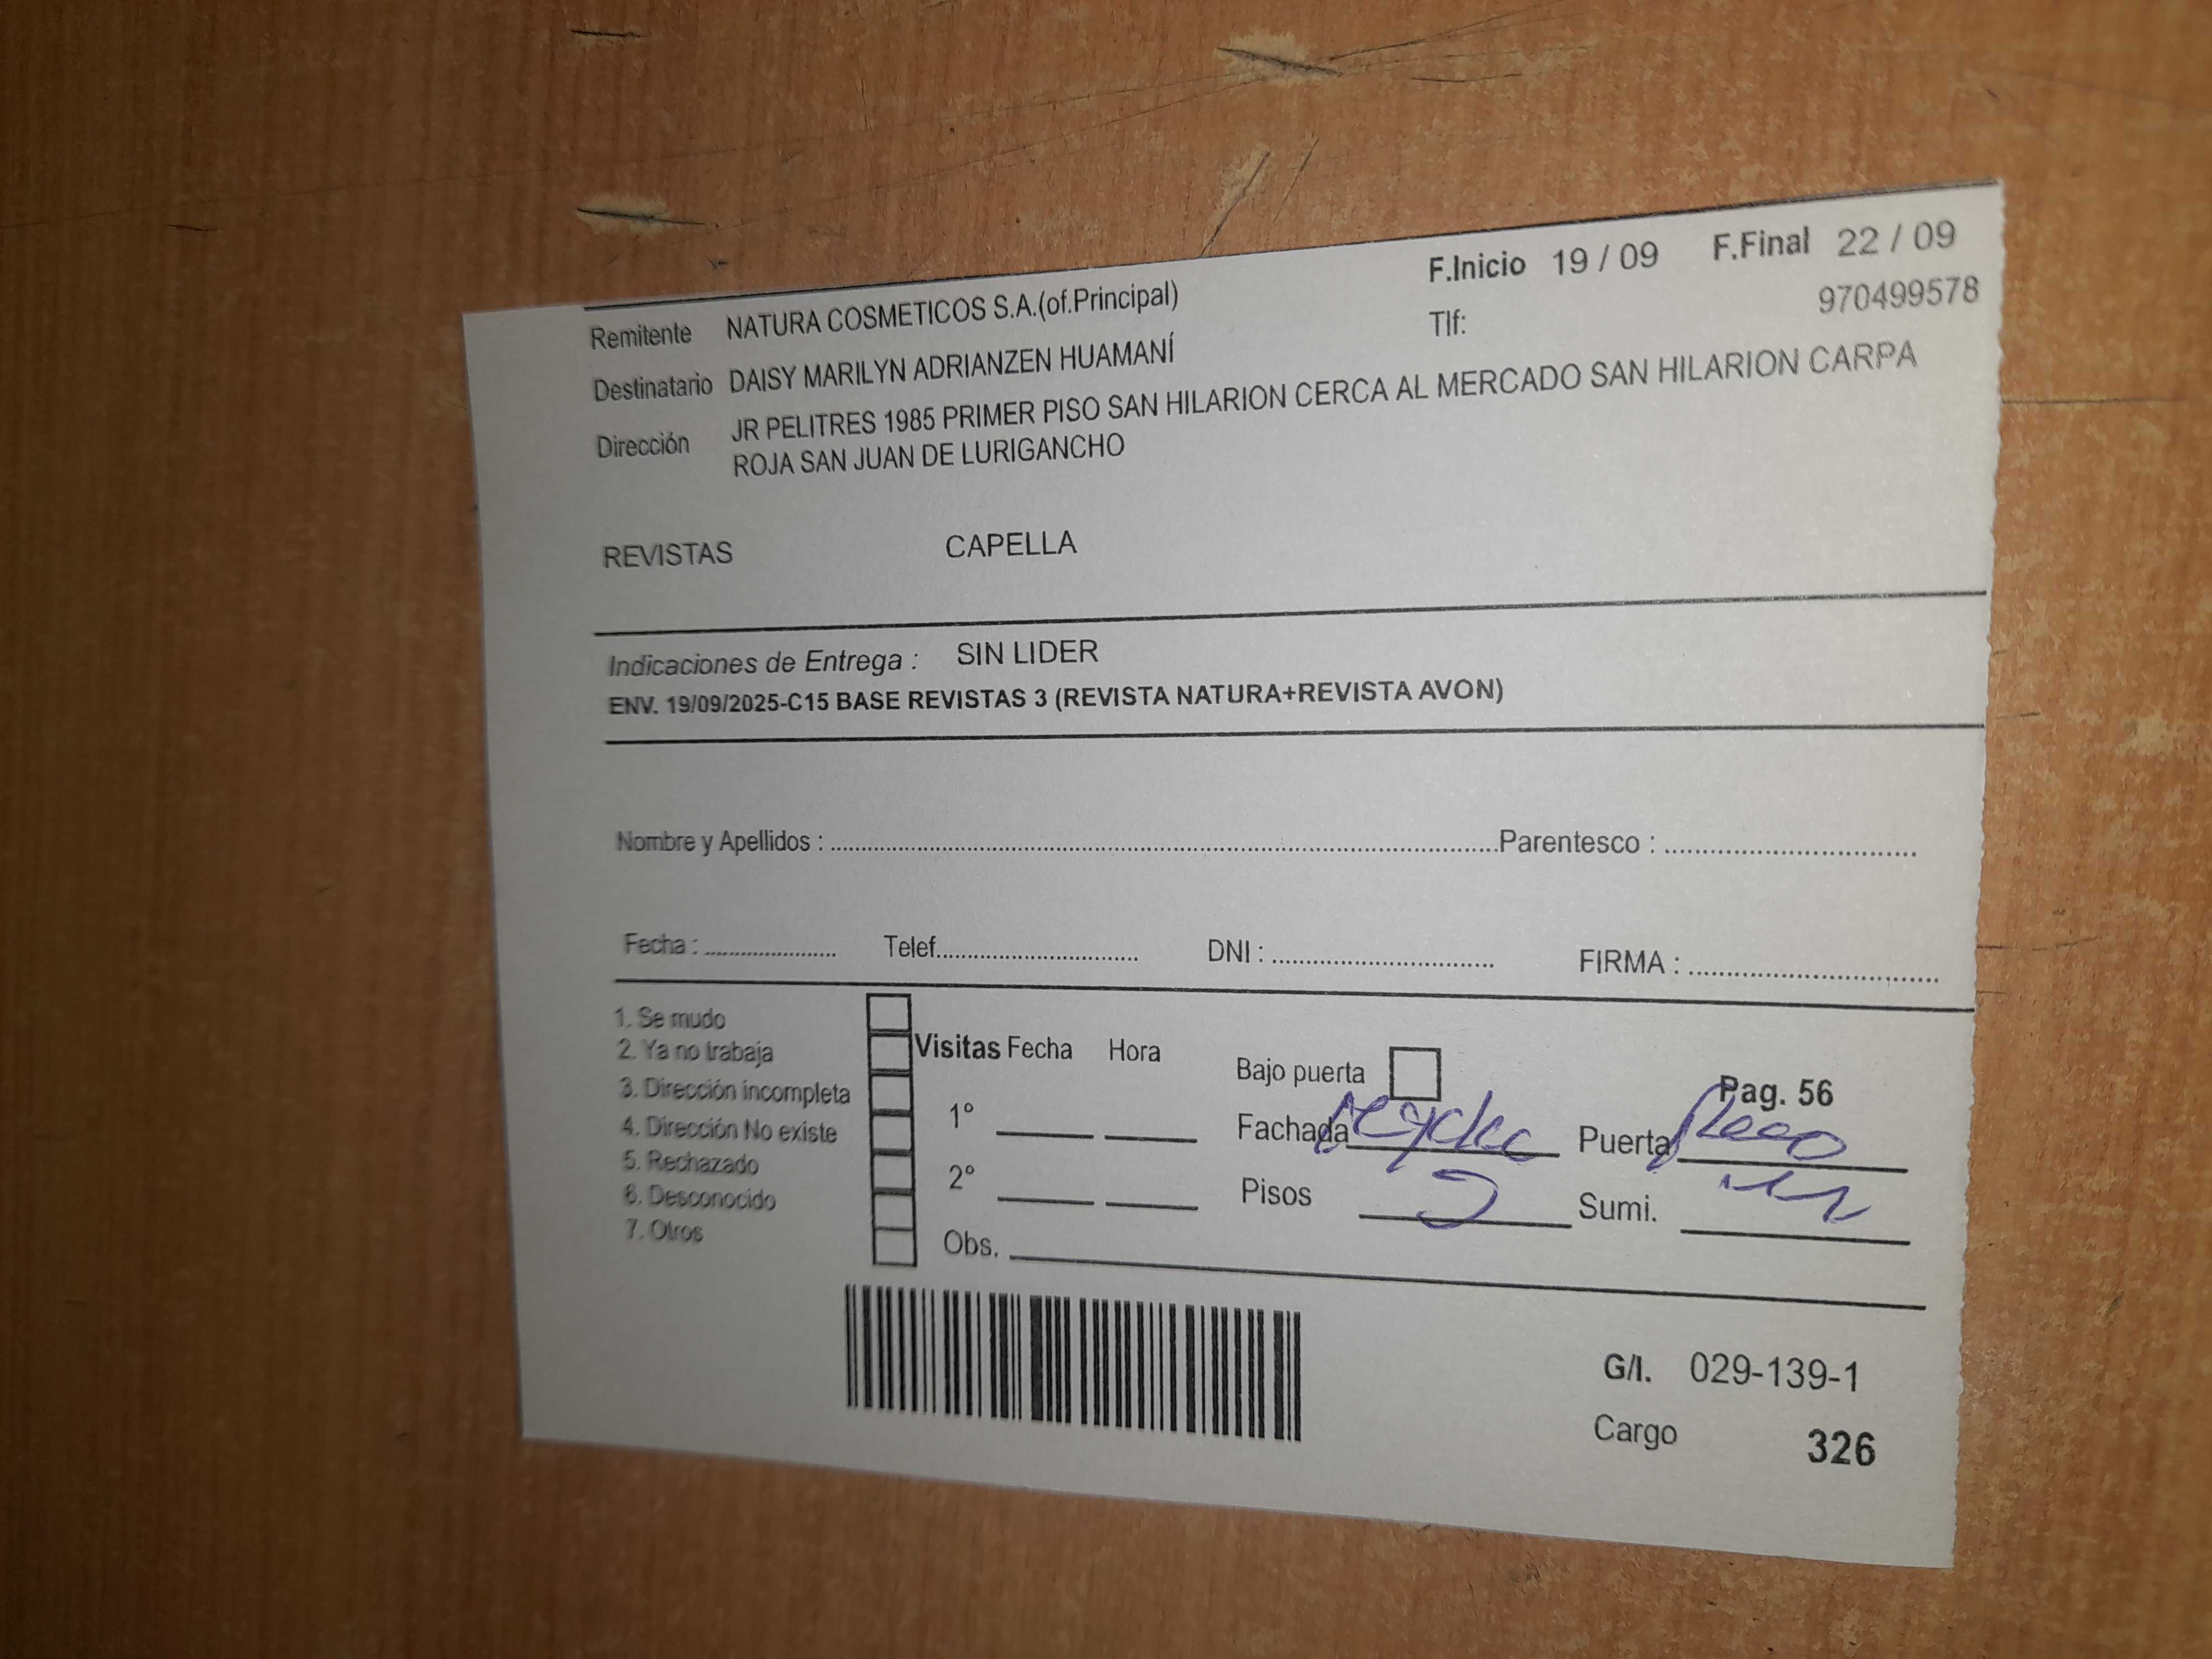 F.Inicio 19 / 09 F.Final 22 / 09
Remitente NATURA COSMETICOS S.A.(of.Principal) Tlf: 970499578
Destinatario DAISY MARILYN ADRIANZEN HUAMANÍ
Dirección JR PELITRES 1985 PRIMER PISO SAN HILARION CERCA AL MERCADO SAN HILARION CARPA
ROJA SAN JUAN DE LURIGANCHO
REVISTAS CAPELLA
Indicaciones de Entrega : SIN LIDER
ENV. 19/09/2025-C15 BASE REVISTAS 3 (REVISTA NATURA+REVISTA AVON)
Nombre y Apellidos : Parentesco :
Fecha : Telef. DNI : FIRMA :
1. Se mudo
2. Ya no trabaja
3. Dirección incompleta
4. Dirección No existe
5. Rechazado
6. Desconocido
7. Otros
Visitas Fecha Hora
1°
2°
Obs.
Bajo puerta
Fachada
Pisos
Pag. 56
Puerta
Sumi.
G/I. 029-139-1
Cargo 326